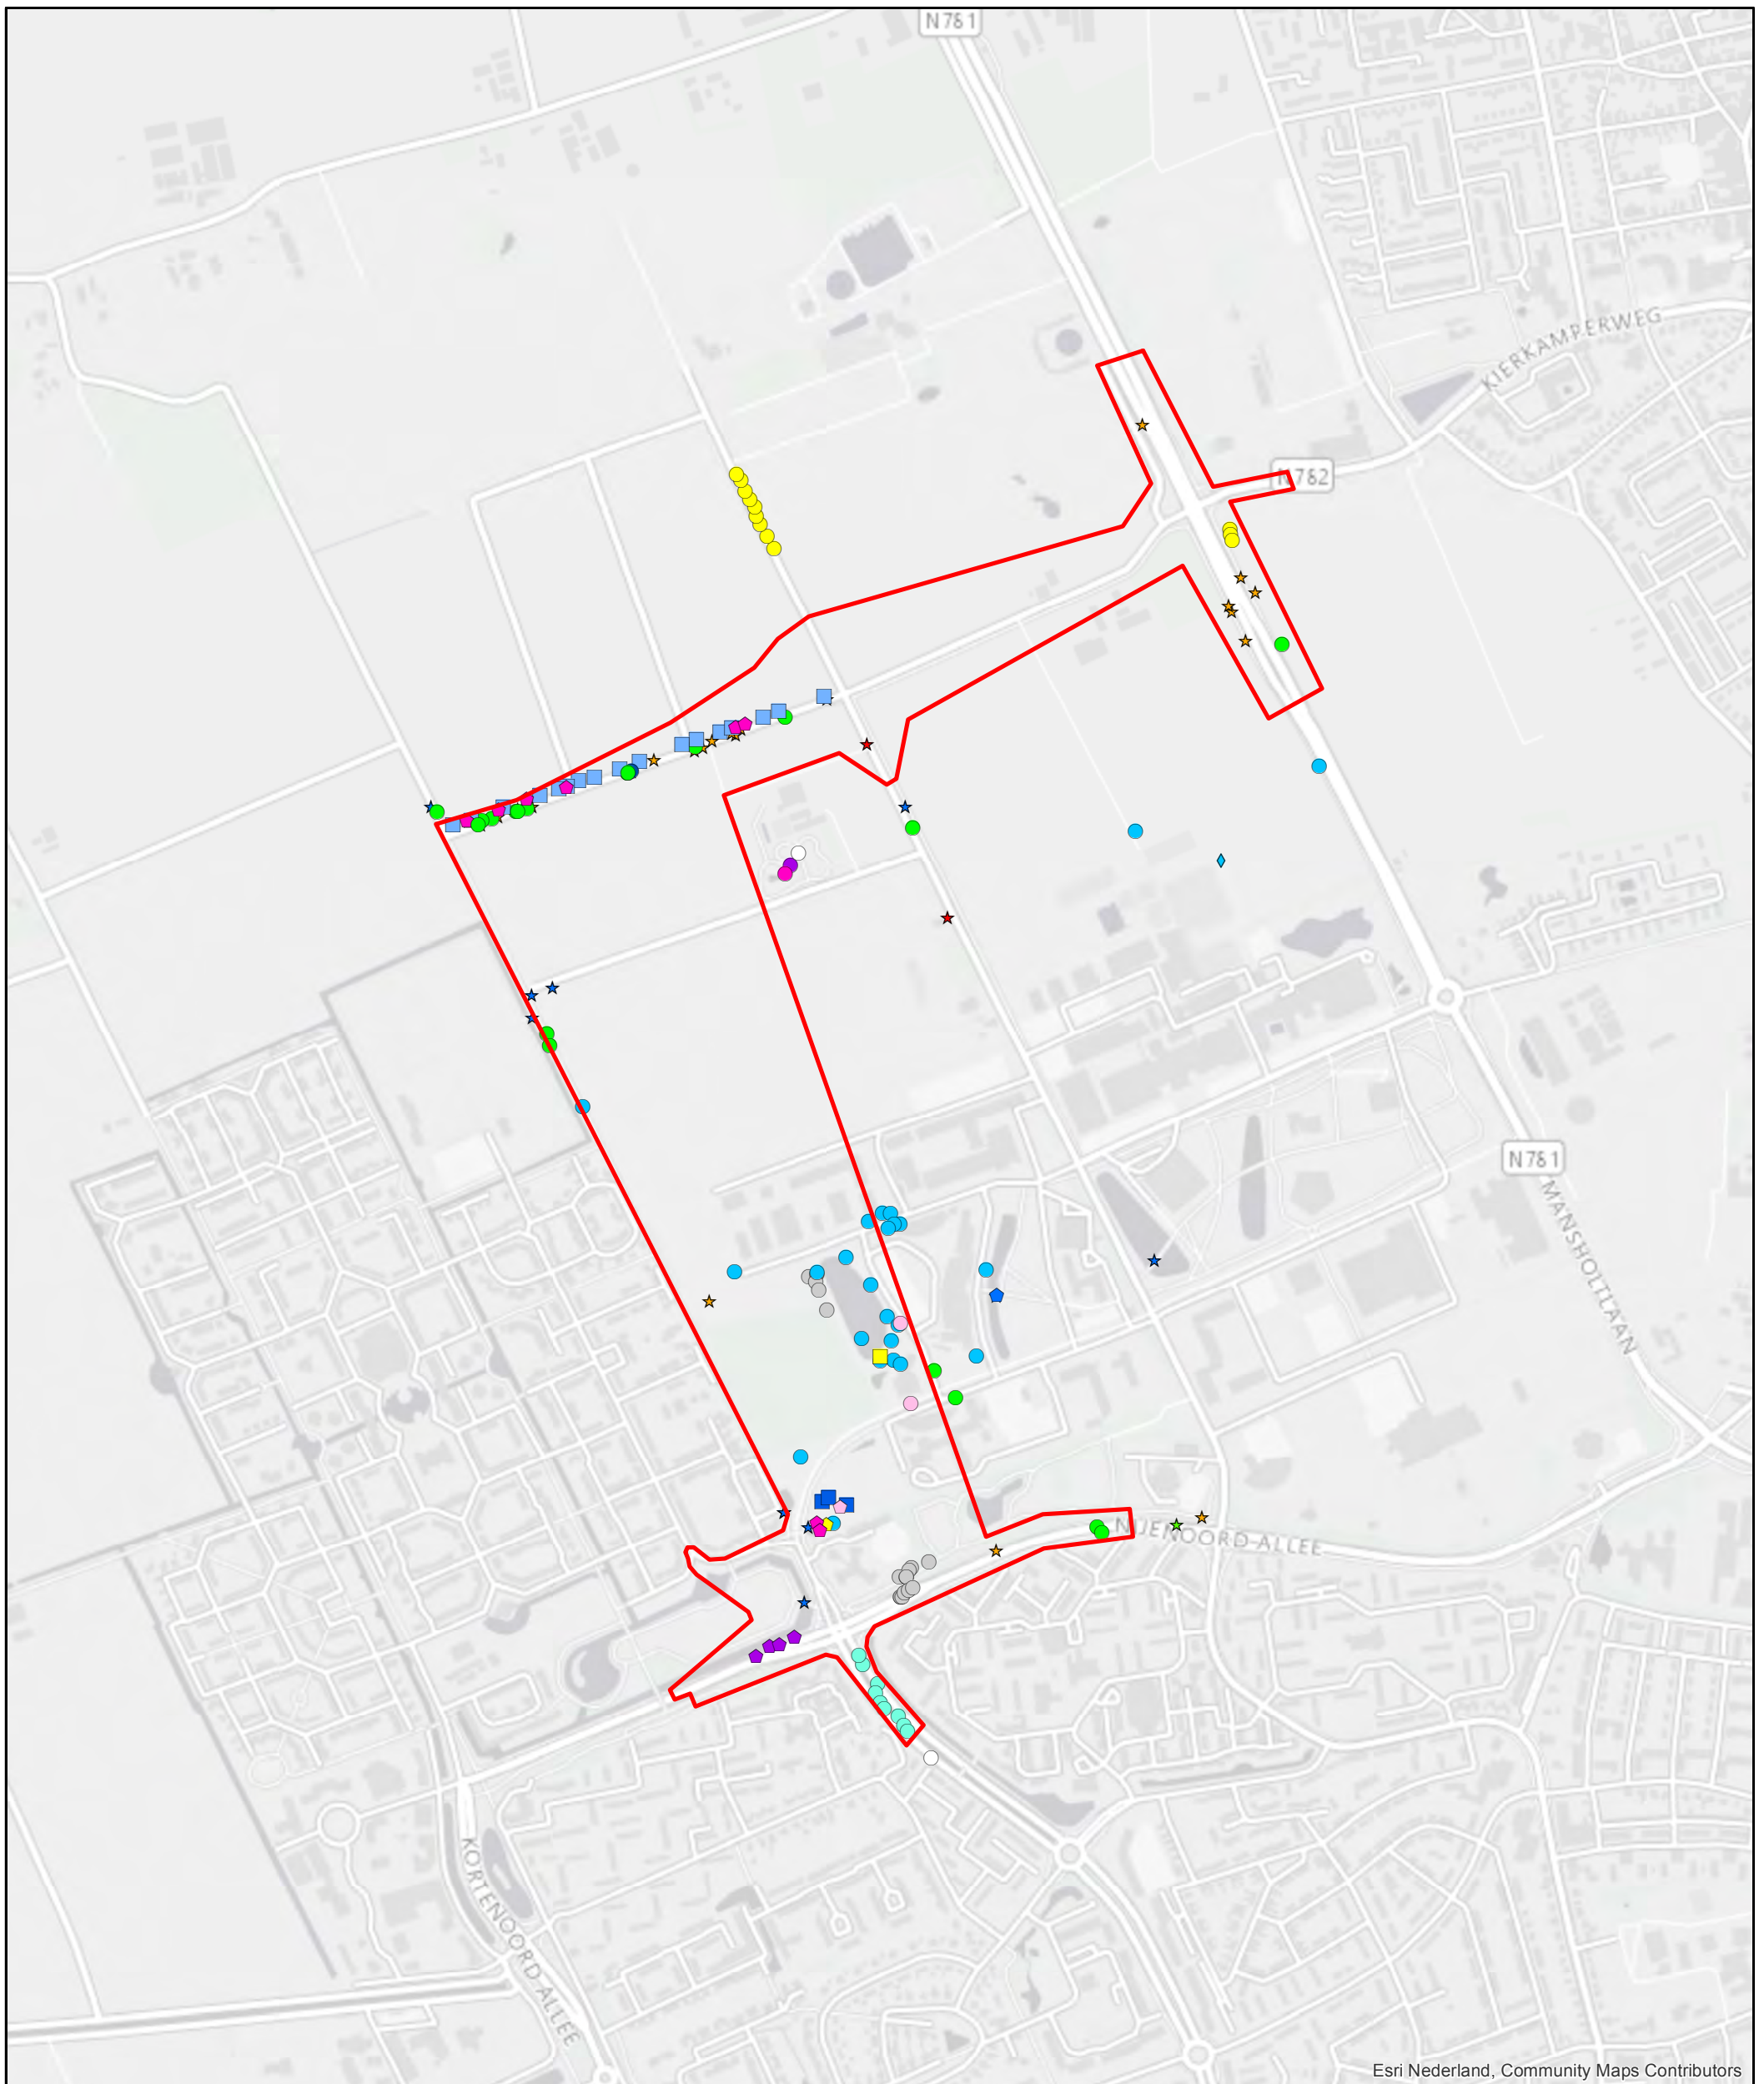 N781
KIERKAMPERWEG
N782
N781
MANSHOLTLAAN
NIJENOORD ALLEE
KORTENOORD ALLEE
Esri Nederland, Community Maps Contributors